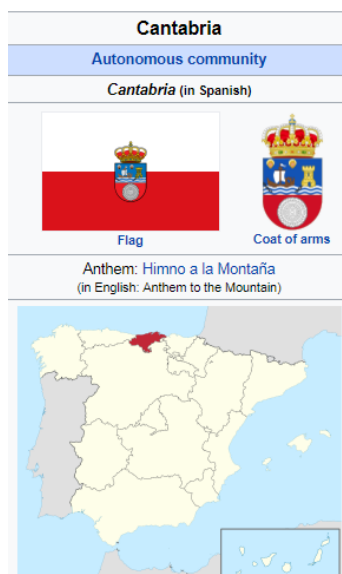 Cantabria
Autonomous community
Cantabria (in Spanish)
Flag
Coat of arms
Anthem: Himno a la Montaña
(in English: Anthem to the Mountain)